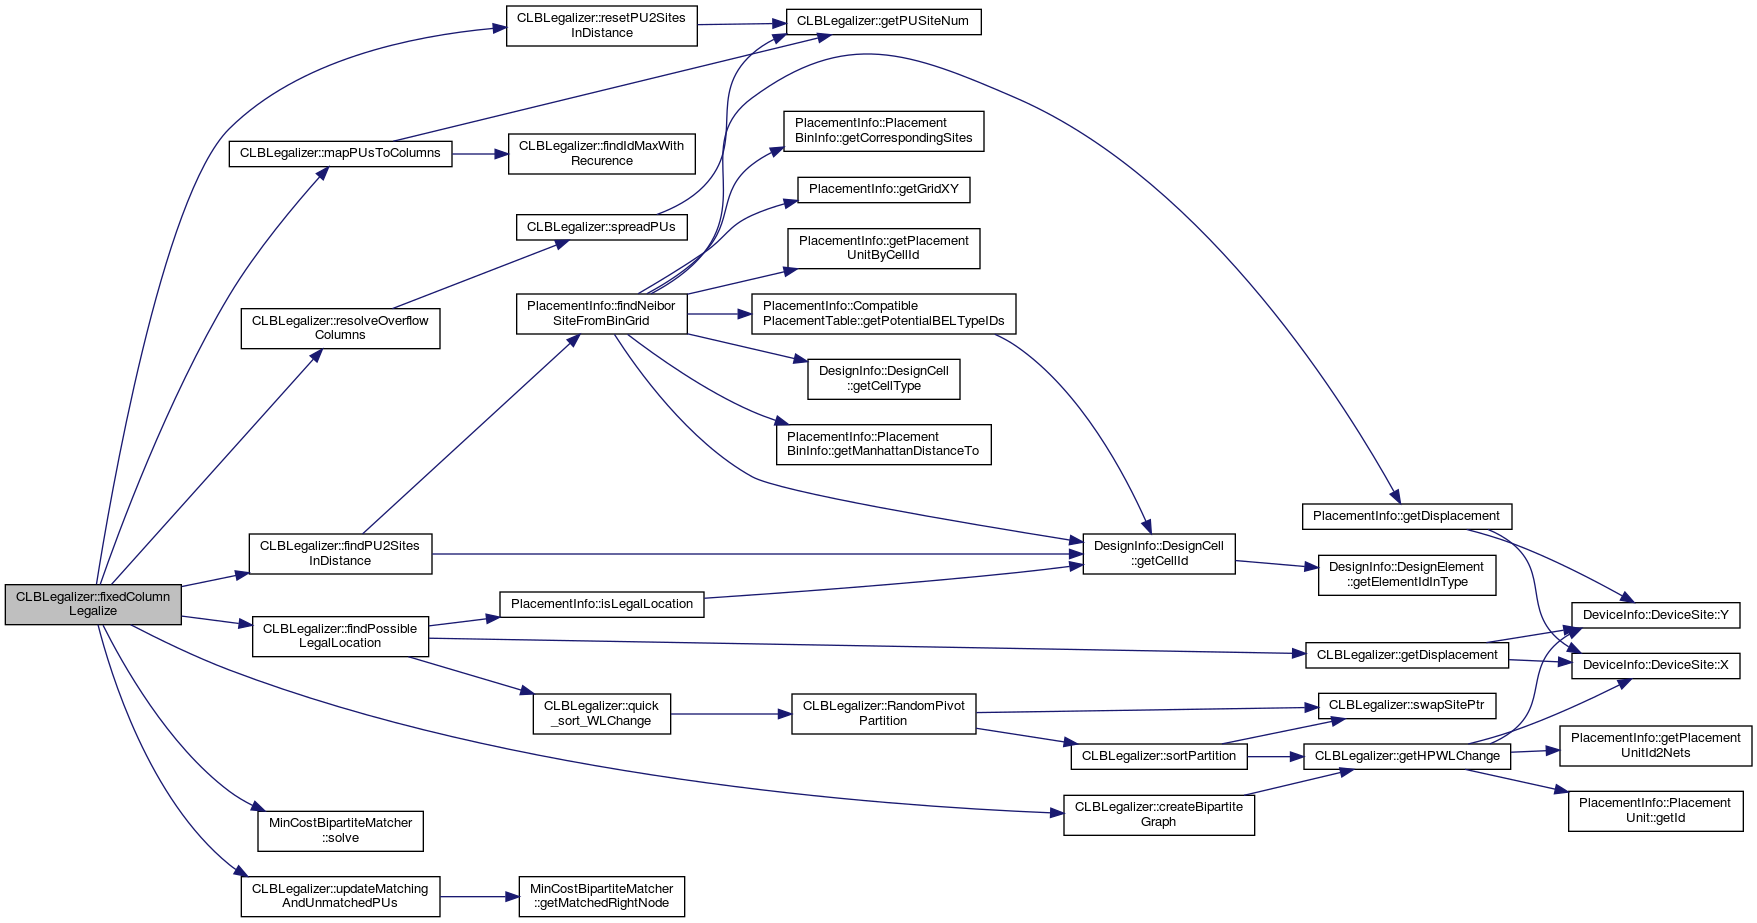 CLBLegalizer::fixedColumn
Legalize
CLBLegalizer::resetPU2Sites
InDistance
CLBLegalizer::mapPUsToColumns
CLBLegalizer::resolveOverflow
Columns
CLBLegalizer::findPU2Sites
InDistance
CLBLegalizer::findPossible
LegalLocation
MinCostBipartiteMatcher
::solve
CLBLegalizer::updateMatching
AndUnmatchedPUs
CLBLegalizer::findIdMaxWith
Recurence
CLBLegalizer::spreadPUs
PlacementInfo::findNeibor
SiteFromBinGrid
PlacementInfo::isLegalLocation
CLBLegalizer::quick
_sort_WLChange
MinCostBipartiteMatcher
::getMatchedRightNode
CLBLegalizer::getPUSiteNum
PlacementInfo::Placement
BinInfo::getCorrespondingSites
PlacementInfo::getGridXY
PlacementInfo::getPlacement
UnitByCellId
PlacementInfo::Compatible
PlacementTable::getPotentialBELTypeIDs
DesignInfo::DesignCell
::getCellType
PlacementInfo::Placement
BinInfo::getManhattanDistanceTo
CLBLegalizer::RandomPivot
Partition
DesignInfo::DesignCell
::getCellId
CLBLegalizer::sortPartition
CLBLegalizer::createBipartite
Graph
PlacementInfo::getDisplacement
DesignInfo::DesignElement
::getElementIdInType
CLBLegalizer::getDisplacement
CLBLegalizer::swapSitePtr
CLBLegalizer::getHPWLChange
DeviceInfo::DeviceSite::Y
DeviceInfo::DeviceSite::X
PlacementInfo::getPlacement
UnitId2Nets
PlacementInfo::Placement
Unit::getId